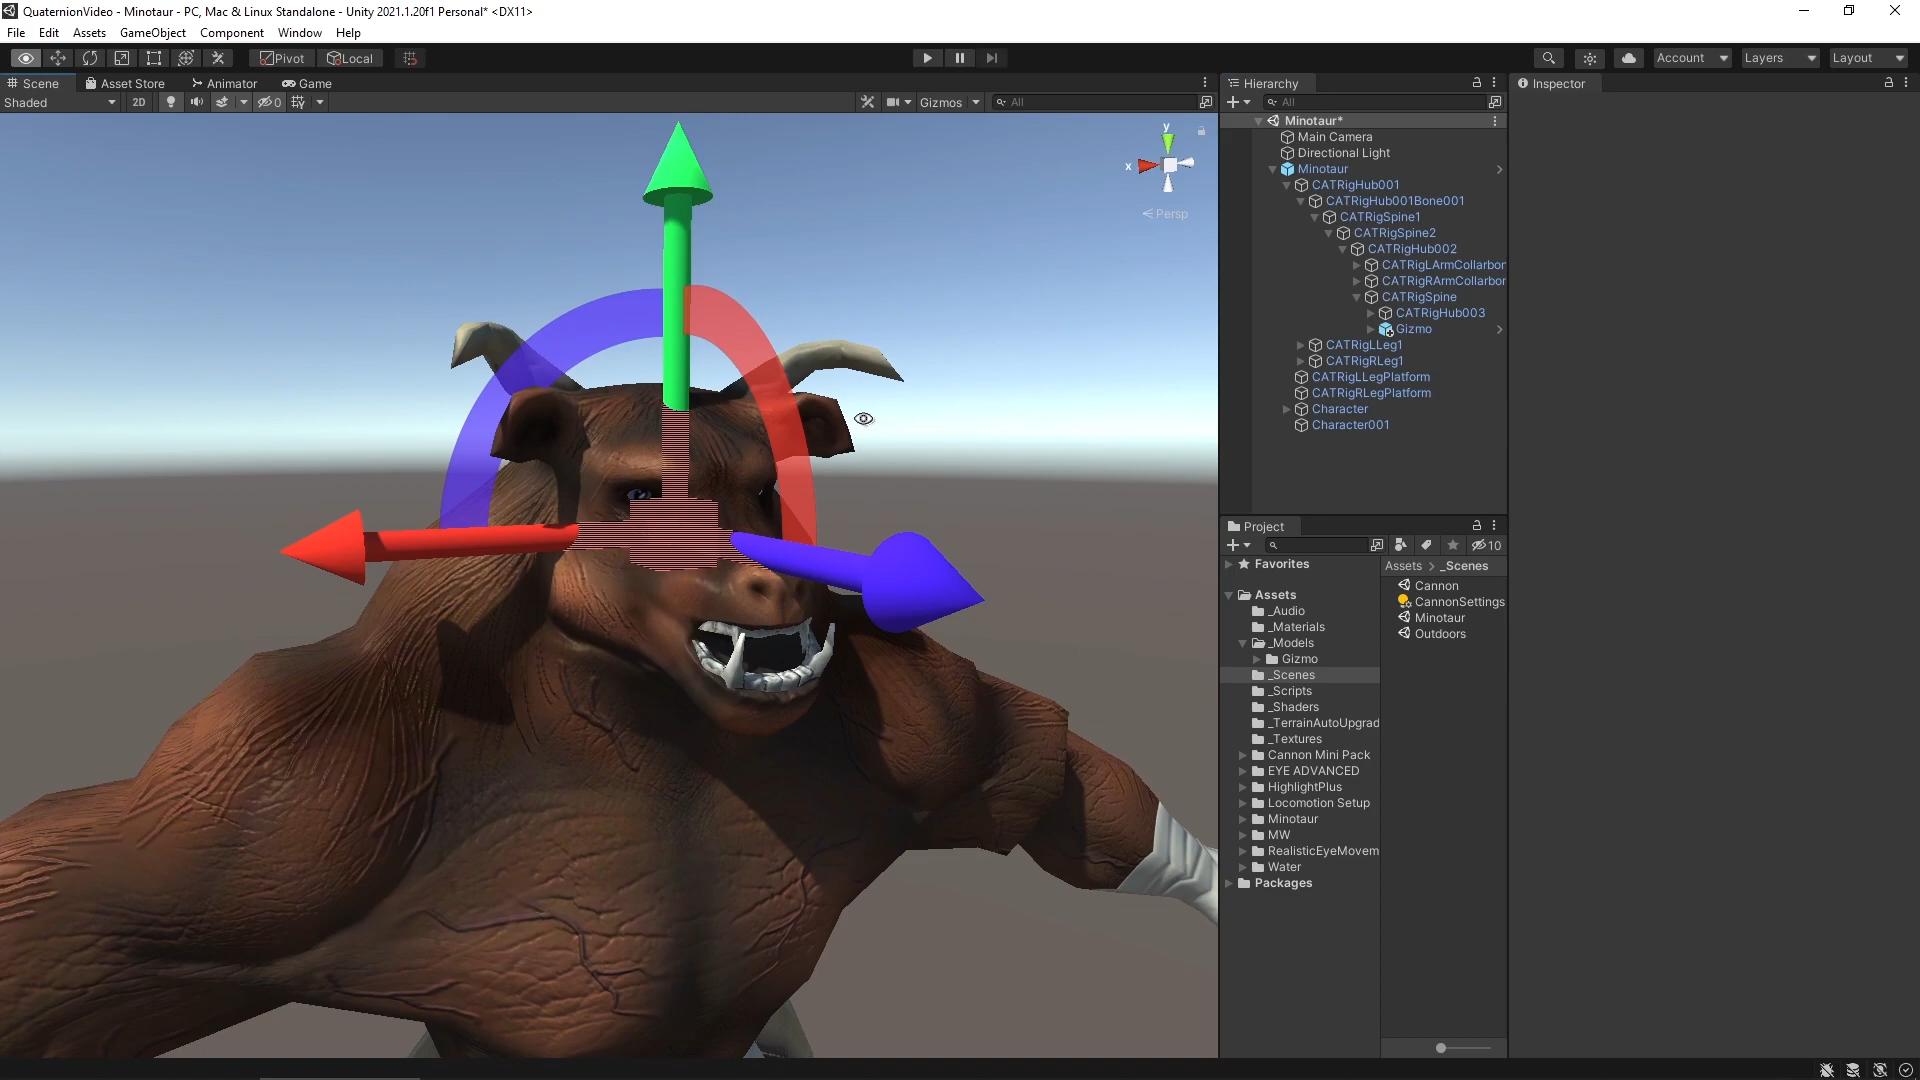 QuaternionVideo - Minotaur - PC, Mac & Linux Standalone - Unity 2021.1.20f1 Personal* <DX11>
File Edit Assets GameObject Component Window Help
Pivot Local Account Layers Layout
Scene Asset Store Animator Game
Shaded 2D 0 Gizmos All
y
x
Persp
Hierarchy
All
Minotaur*
Main Camera
Directional Light
Minotaur
CATRigHub001
CATRigHub001Bone001
CATRigSpine1
CATRigSpine2
CATRigHub002
CATRigLArmCollarbor
CATRigRArmCollarbor
CATRigSpine
CATRigHub003
Gizmo
CATRigLLeg1
CATRigRLeg1
CATRigLLegPlatform
CATRigRLegPlatform
Character
Character001
Project
10
Favorites
Assets
_Audio
_Materials
_Models
Gizmo
_Scenes
_Scripts
_Shaders
_TerrainAutoUpgrad
_Textures
Cannon Mini Pack
EYE ADVANCED
HighlightPlus
Locomotion Setup
Minotaur
MW
RealisticEyeMovem
Water
Packages
Assets > _Scenes
Cannon
CannonSettings
Minotaur
Outdoors
Inspector